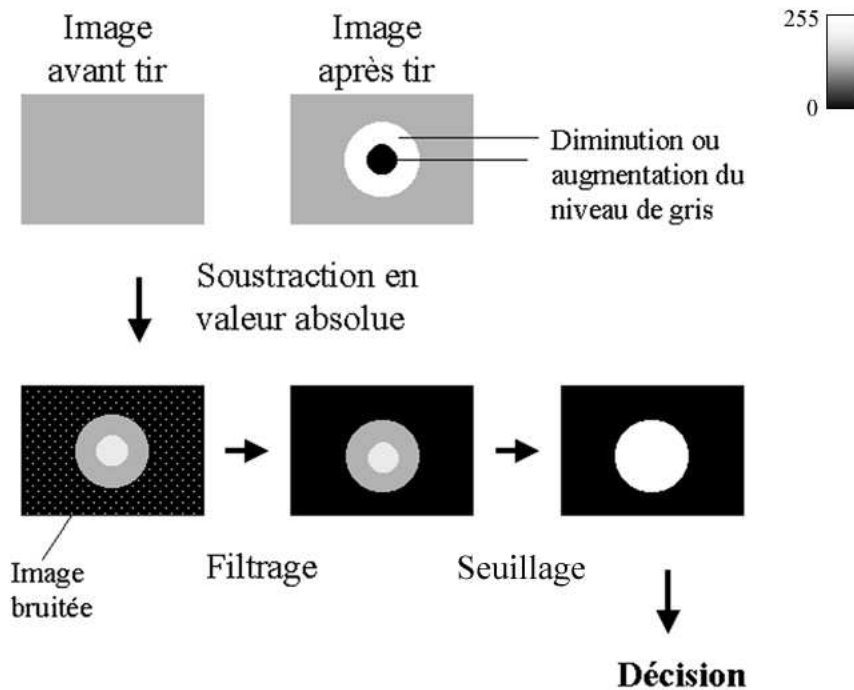 Image
avant tir
Image
après tir
255
0
Diminution ou
augmentation du
niveau de gris
Soustraction en
valeur absolue
Image
bruitée
Filtrage
Seuillage
Décision